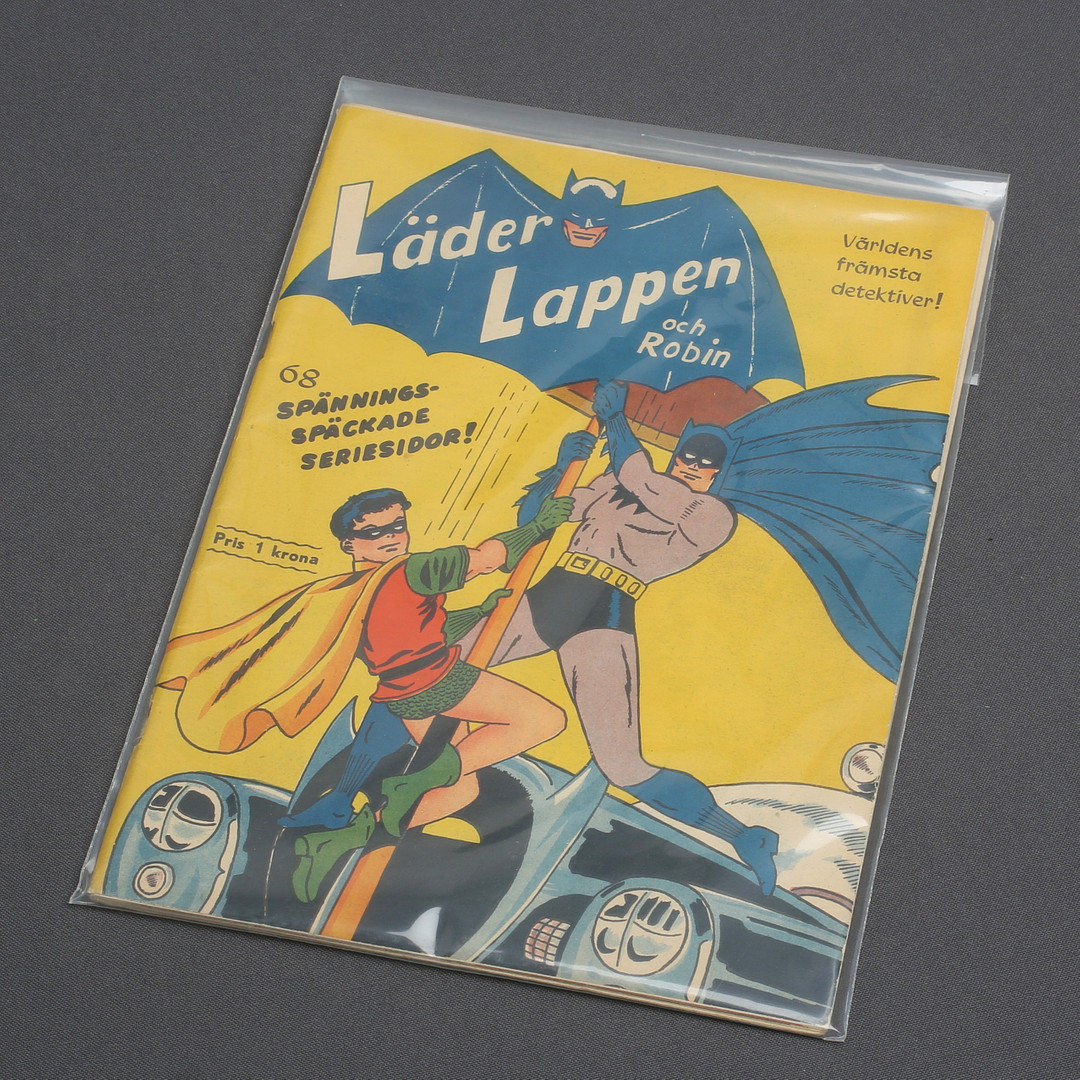 Läder
Lappen
och
Robin
Världens
främsta
detektiver!
68
SPÄNNINGS-
SPÄCKADE
SERIESIDOR!
Pris 1 krona